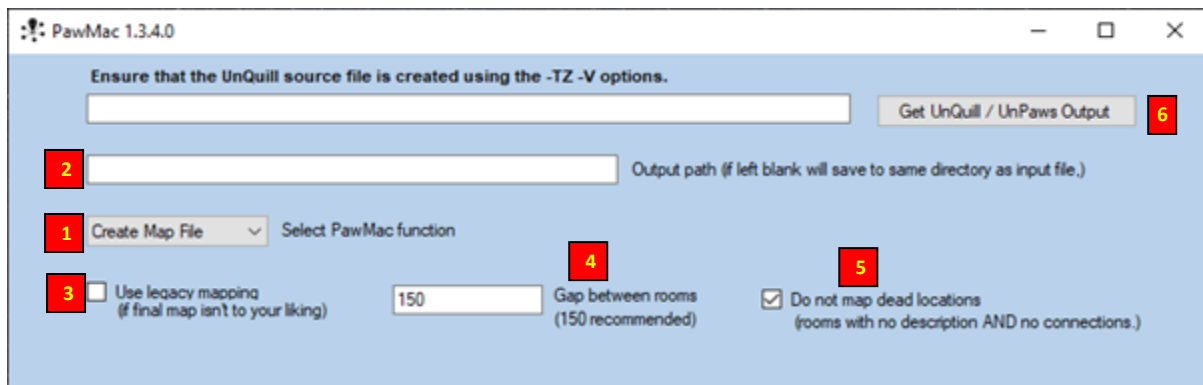 PawMac 1.3.4.0
Ensure that the UnQuill source file is created using the -TZ -V options.
Get UnQuill / UnPaws Output
6
2
Output path (if left blank will save to same directory as input file,)
1
Create Map File
Select PawMac function
4
5
3
Use legacy mapping
(if final map isn't to your liking)
150
Gap between rooms
(150 recommended)
Do not map dead locations
(rooms with no description AND no connections.)